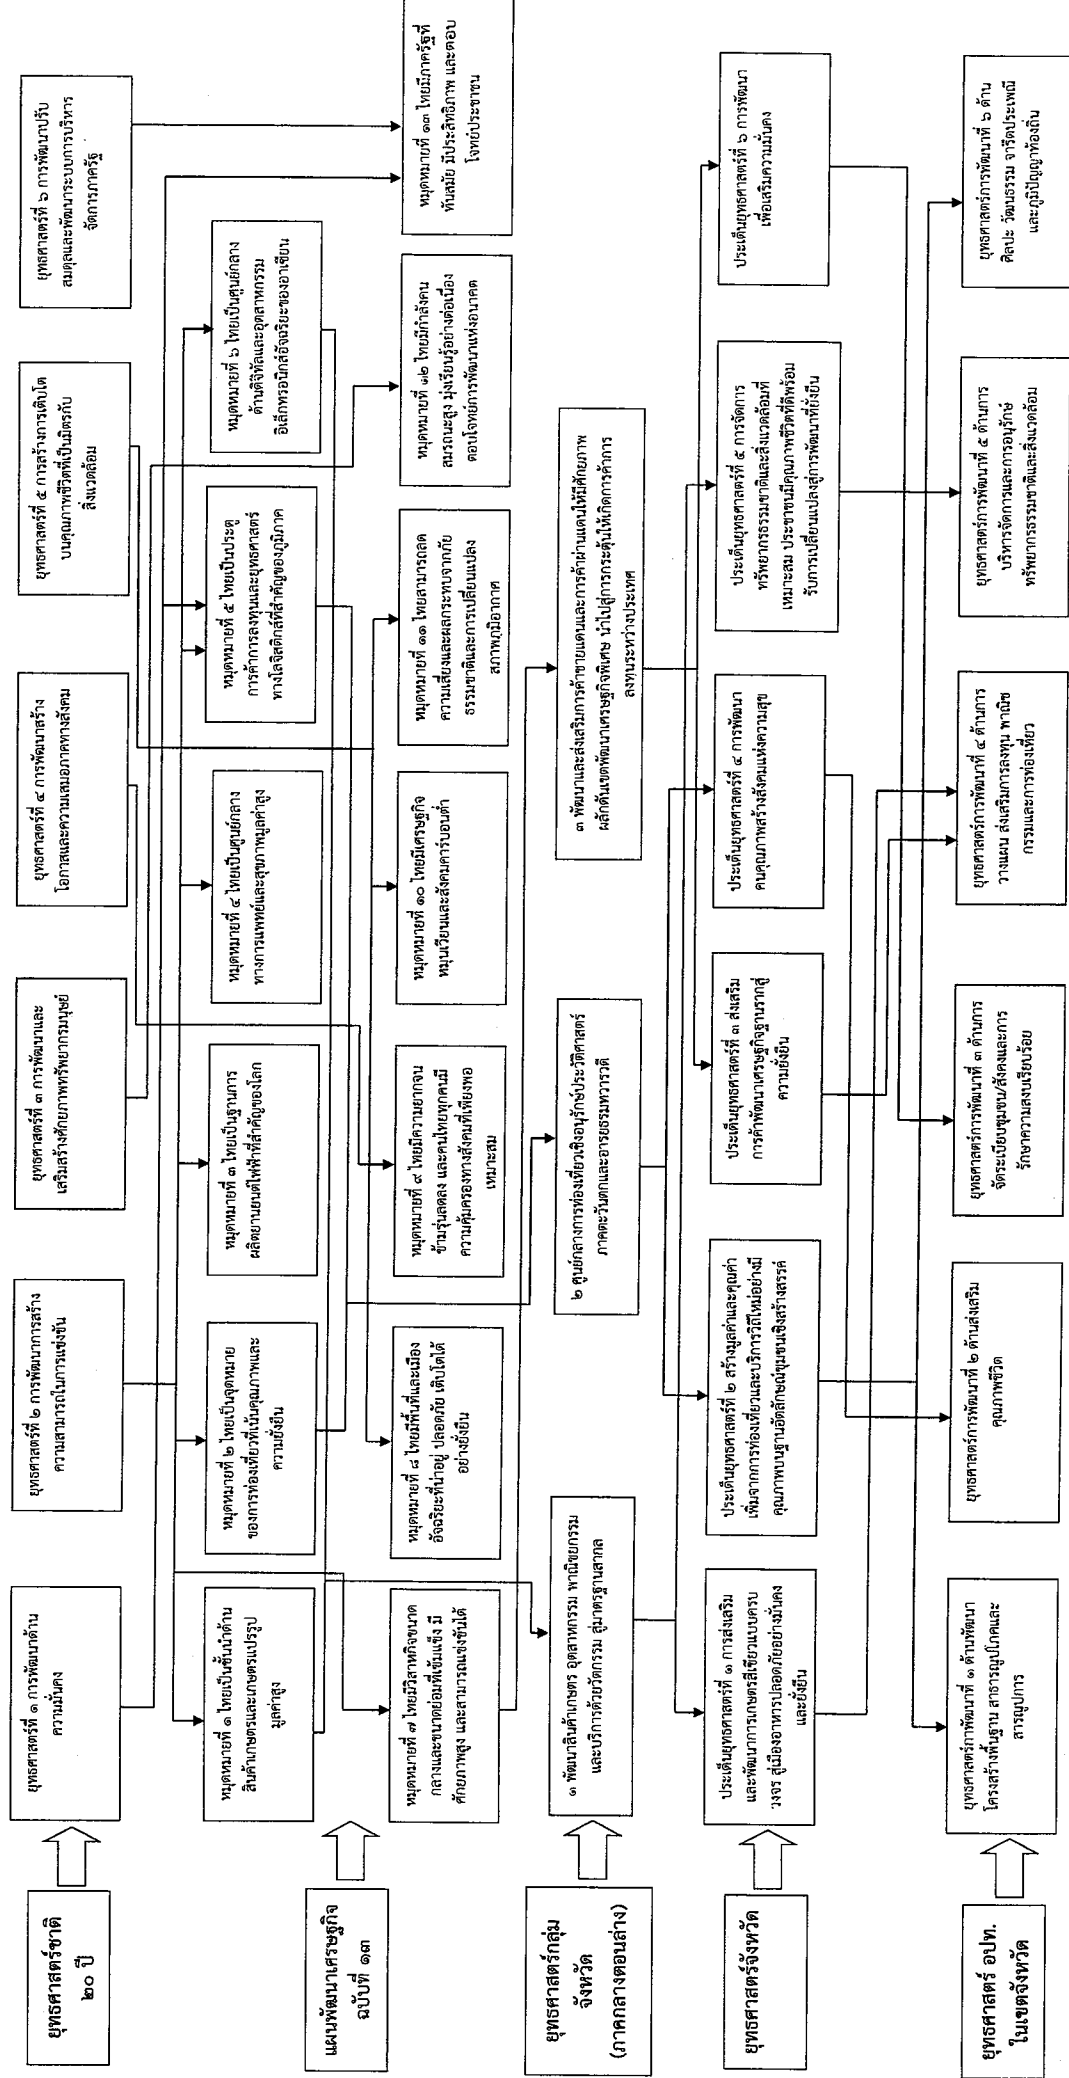 ยุทธศาสตร์ชาติ
๒๐ ปี
ยุทธศาสตร์ที่ ๑ การพัฒนาด้าน
ความมั่นคง
ยุทธศาสตร์ที่ ๒ การพัฒนาการสร้าง
ความสามารถในการแข่งขัน
ยุทธศาสตร์ที่ ๓ การพัฒนาและ
เสริมสร้างศักยภาพทรัพยากรมนุษย์
ยุทธศาสตร์ที่ ๔ การพัฒนาสร้าง
โอกาสและความเสมอภาคทางสังคม
ยุทธศาสตร์ที่ ๕ การสร้างการเติบโต
บนคุณภาพชีวิตที่เป็นมิตรกับ
สิ่งแวดล้อม
ยุทธศาสตร์ที่ ๖ การพัฒนาปรับ
สมดุลและพัฒนาระบบการบริหาร
จัดการภาครัฐ
แผนพัฒนาเศรษฐกิจ
ฉบับที่ ๑๓
หมุดหมายที่ ๑ ไทยเป็นชั้นนำด้าน
สินค้าเกษตรและเกษตรแปรรูป
มูลค่าสูง
หมุดหมายที่ ๒ ไทยเป็นจุดหมาย
ของการท่องเที่ยวที่เน้นคุณภาพและ
ความยั่งยืน
หมุดหมายที่ ๓ ไทยเป็นฐานการ
ผลิตยานยนต์ไฟฟ้าที่สำคัญของโลก
หมุดหมายที่ ๔ ไทยเป็นศูนย์กลาง
ทางการแพทย์และสุขภาพมูลค่าสูง
หมุดหมายที่ ๕ ไทยเป็นประตู
การค้าการลงทุนและยุทธศาสตร์
ทางโลจิสติกส์ที่สำคัญของภูมิภาค
หมุดหมายที่ ๖ ไทยเป็นศูนย์กลาง
ด้านดิจิทัลและอุตสาหกรรม
อิเล็กทรอนิกส์อัจฉริยะของอาเซียน
หมุดหมายที่ ๗ ไทยมีวิสาหกิจขนาด
กลางและขนาดย่อมที่เข้มแข็ง มี
ศักยภาพสูง และสามารถแข่งขันได้
หมุดหมายที่ ๘ ไทยมีพื้นที่และเมือง
อัจฉริยะที่น่าอยู่ ปลอดภัย เติบโตได้
อย่างยั่งยืน
หมุดหมายที่ ๙ ไทยมีความยากจน
ข้ามรุ่นลดลง และคนไทยทุกคนมี
ความคุ้มครองทางสังคมที่เพียงพอ
เหมาะสม
หมุดหมายที่ ๑๐ ไทยมีเศรษฐกิจ
หมุนเวียนและสังคมคาร์บอนต่ำ
หมุดหมายที่ ๑๑ ไทยสามารถลด
ความเสี่ยงและผลกระทบจากภัย
ธรรมชาติและการเปลี่ยนแปลง
สภาพภูมิอากาศ
หมุดหมายที่ ๑๒ ไทยมีกำลังคน
สมรรถนะสูง มุ่งเรียนรู้อย่างต่อเนื่อง
ตอบโจทย์การพัฒนาแห่งอนาคต
หมุดหมายที่ ๑๓ ไทยมีภาครัฐที่
ทันสมัย มีประสิทธิภาพ และตอบ
โจทย์ประชาชน
ยุทธศาสตร์กลุ่ม
จังหวัด
(ภาคกลางตอนล่าง)
๑ พัฒนาสินค้าเกษตร อุตสาหกรรม พาณิชยกรรม
และบริการด้วยวัตกรรม สู่มาตรฐานสากล
๒ ศูนย์กลางการท่องเที่ยวเชิงอนุรักษ์ประวัติศาสตร์
ภาคตะวันตกและอารยธรรมทวารวดี
๓ พัฒนาและส่งเสริมการค้าชายแดนและการค้าผ่านแดนให้มีศักยภาพ
ผลักดันเขตพัฒนาเศรษฐกิจพิเศษ นำไปสู่การกระตุ้นให้เกิดการค้าการ
ลงทุนระหว่างประเทศ
ยุทธศาสตร์จังหวัด
ประเด็นยุทธศาสตร์ที่ ๑ การส่งเสริม
และพัฒนาการเกษตรสีเขียวแบบครบ
วงจร สู่เมืองอาหารปลอดภัยอย่างมั่นคง
และยั่งยืน
ประเด็นยุทธศาสตร์ที่ ๒ สร้างมูลค่าและคุณค่า
เพิ่มจากการท่องเที่ยวและบริการวิถีใหม่อย่างมี
คุณภาพบนฐานอัตลักษณ์ชุมชนเชิงสร้างสรรค์
ประเด็นยุทธศาสตร์ที่ ๓ ส่งเสริม
การค้าพัฒนาเศรษฐกิจฐานรากสู่
ความยั่งยืน
ประเด็นยุทธศาสตร์ที่ ๔ การพัฒนา
คนคุณภาพสร้างสังคมแห่งความสุข
ประเด็นยุทธศาสตร์ที่ ๕ การจัดการ
ทรัพยากรธรรมชาติและสิ่งแวดล้อมที่
เหมาะสม ประชาชนมีคุณภาพชีวิตที่ดีพร้อม
รับการเปลี่ยนแปลงสู่การพัฒนาที่ยั่งยืน
ประเด็นยุทธศาสตร์ที่ ๖ การพัฒนา
เพื่อเสริมความมั่นคง
ยุทธศาสตร์ อปท.
ในเขตจังหวัด
ยุทธศาสตร์กาพัฒนาที่ ๑ ด้านพัฒนา
โครงสร้างพื้นฐาน สาธารณูปโภคและ
สารณูปการ
ยุทธศาสตร์การพัฒนาที่ ๒ ด้านส่งเสริม
คุณภาพชีวิต
ยุทธศาสตร์การพัฒนาที่ ๓ ด้านการ
จัดระเบียบชุมชน/สังคงและการ
รักษาความสงบเรียบร้อย
ยุทธศาสตร์การพัฒนาที่ ๔ ด้านการ
วางแผน ส่งเสริมการลงทุน พาณิช
กรรมและการท่องเที่ยว
ยุทธศาสตร์การพัฒนาที่ ๕ ด้านการ
บริหารจัดการและการอนุรักษ์
ทรัพยากรธรรมชาติและสิ่งแวดล้อม
ยุทธศาสตร์การพัฒนาที่ ๖ ด้าน
ศิลปะ วัฒนธรรม จารีตประเพณี
และภูมิปัญญาท้องถิ่น